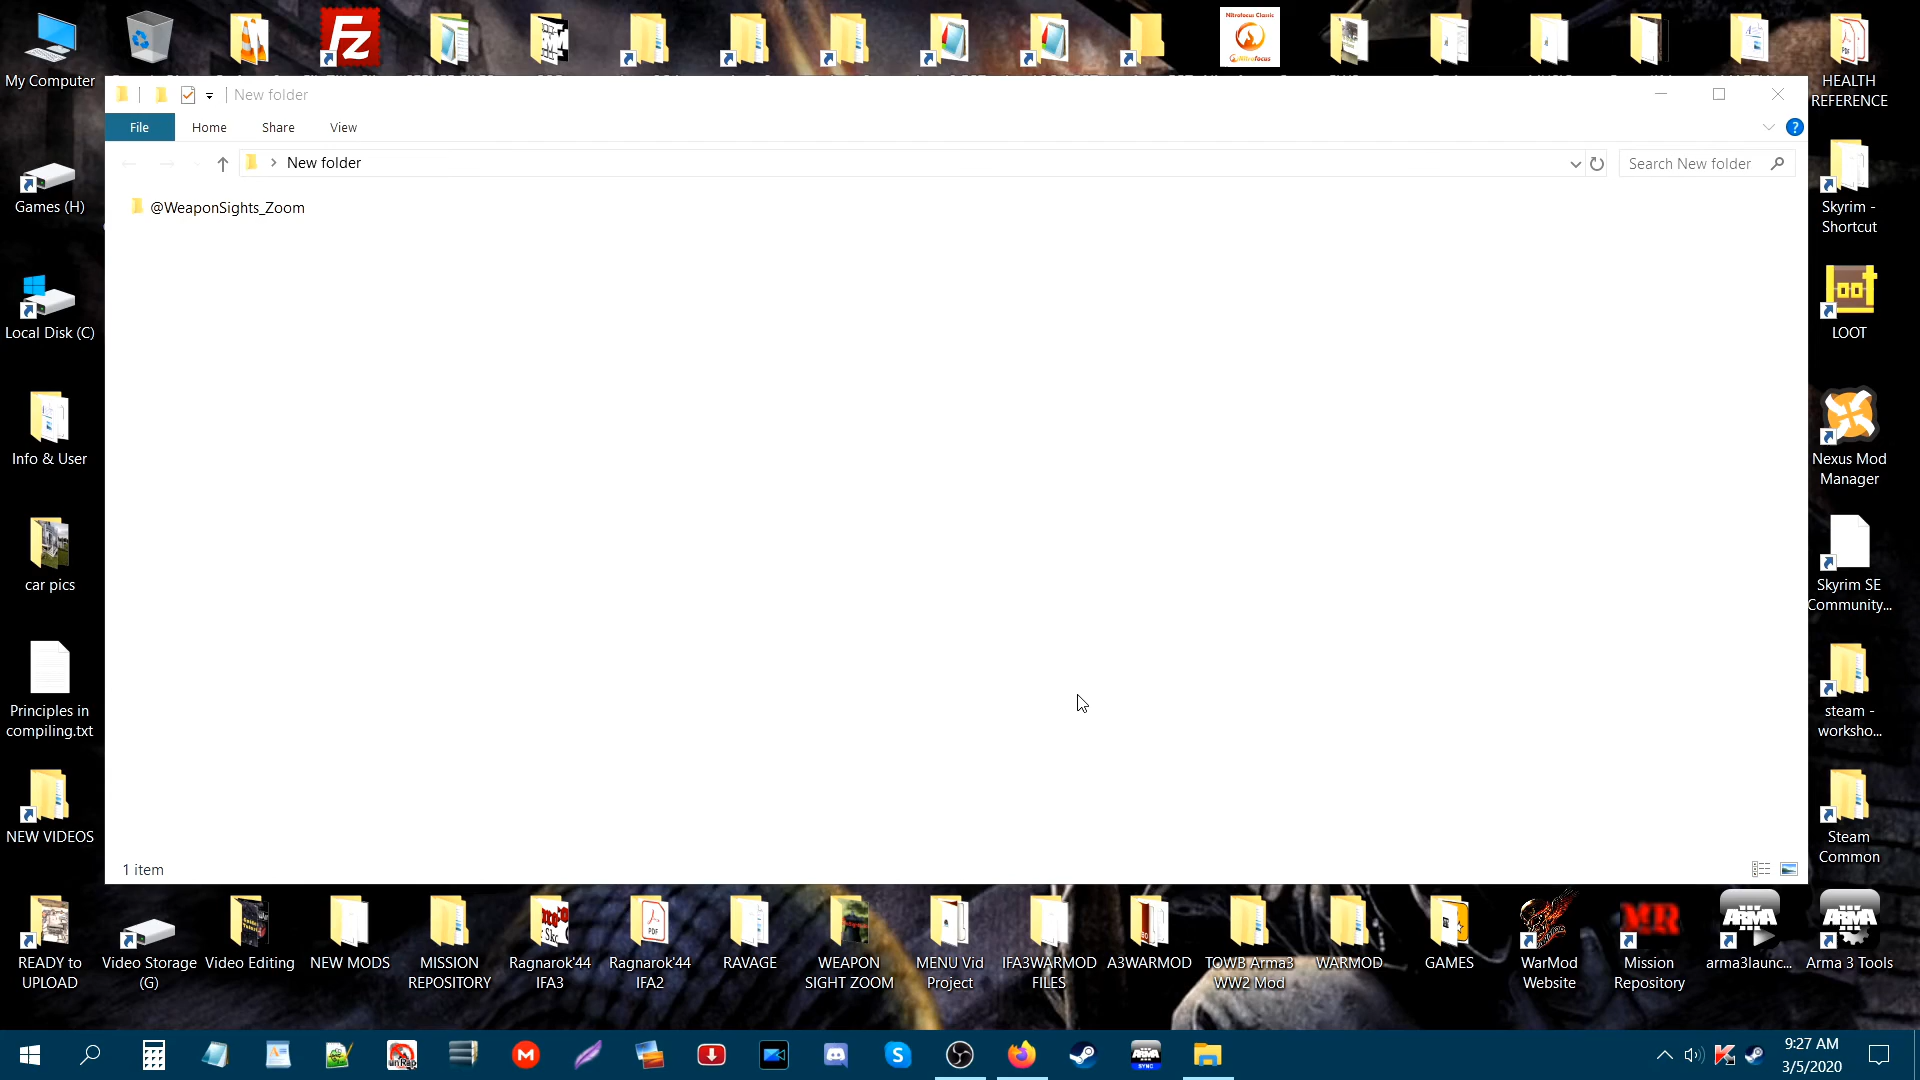 My Computer
Nitrofocus Classic
Nitrofocus
HEALTH
REFERENCE
New folder
File
Home
Share
View
New folder
Search New folder
@WeaponSights_Zoom
1 item
Games (H)
Local Disk (C)
Info & User
car pics
Principles in
compiling.txt
NEW VIDEOS
Skyrim -
Shortcut
LOOT
Nexus Mod
Manager
Skyrim SE
Community...
steam -
worksho...
Steam
Common
READY to
UPLOAD
Video Storage
(G)
Video Editing
NEW MODS
MISSION
REPOSITORY
Ragnarok'44
IFA3
Ragnarok'44
IFA2
RAVAGE
WEAPON
SIGHT ZOOM
MENU Vid
Project
IFA3WARMOD
FILES
A3WARMOD
TOWB Arma3
WW2 Mod
WARMOD
GAMES
WarMod
Website
Mission
Repository
arma3launc...
Arma 3 Tools
9:27 AM
3/5/2020